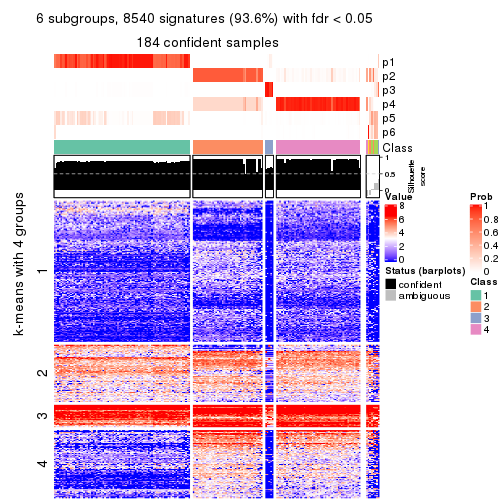 6 subgroups, 8540 signatures (93.6%) with fdr < 0.05
184 confident samples
p1
p2
p3
p4
p5
p6
Class
1
0.5
0
Silhouette
score
k-means with 4 groups
1
2
3
4
Value
8
6
4
2
0
Status (barplots)
confident
ambiguous
Prob
1
0.8
0.6
0.4
0.2
0
Class
1
2
3
4